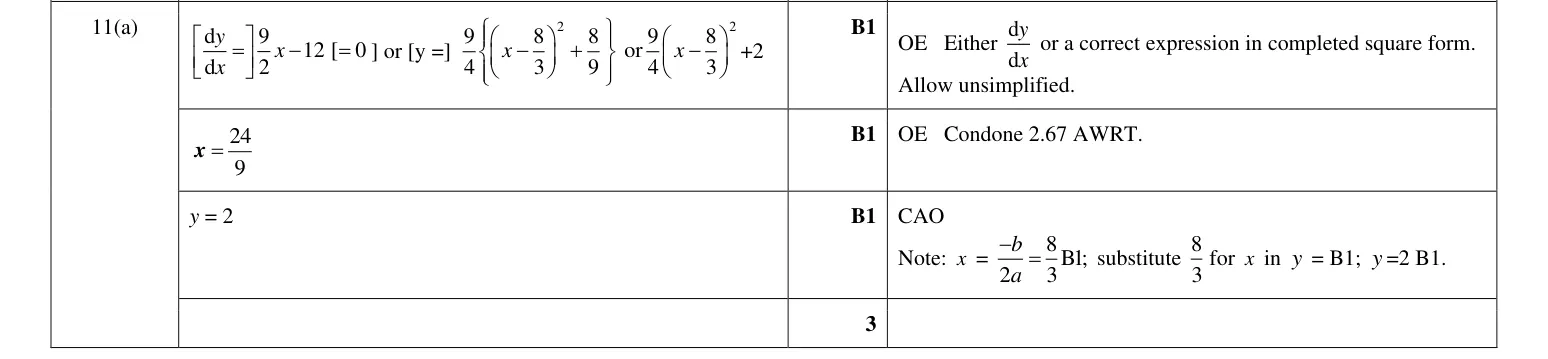 11(a) [dy/dx =] 9/2 x − 12 [= 0 ] or [y =] 9/4 {(x − 8/3)² + 8/9} or 9/4 (x − 8/3)² +2 B1 OE Either dy/dx or a correct expression in completed square form.
Allow unsimplified.
x = 24/9 B1 OE Condone 2.67 AWRT.
y = 2 B1 CAO
Note: x = −b/2a = 8/3 B1; substitute 8/3 for x in y = B1; y=2 B1.
3